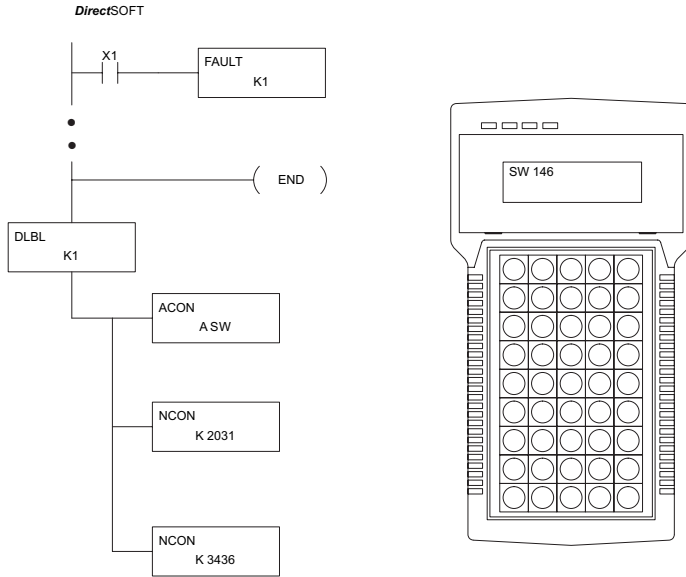 DirectSOFT
X1
FAULT
K1
SW 146
END
DLBL
K1
ACON
A SW
NCON
K 2031
NCON
K 3436